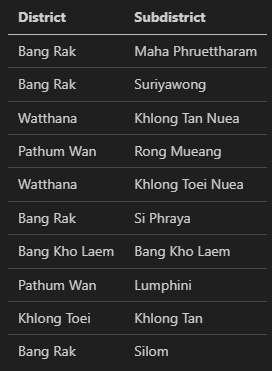 District Subdistrict
Bang Rak Maha Phruettharam
Bang Rak Suriyawong
Watthana Khlong Tan Nuea
Pathum Wan Rong Mueang
Watthana Khlong Toei Nuea
Bang Rak Si Phraya
Bang Kho Laem Bang Kho Laem
Pathum Wan Lumphini
Khlong Toei Khlong Tan
Bang Rak Silom